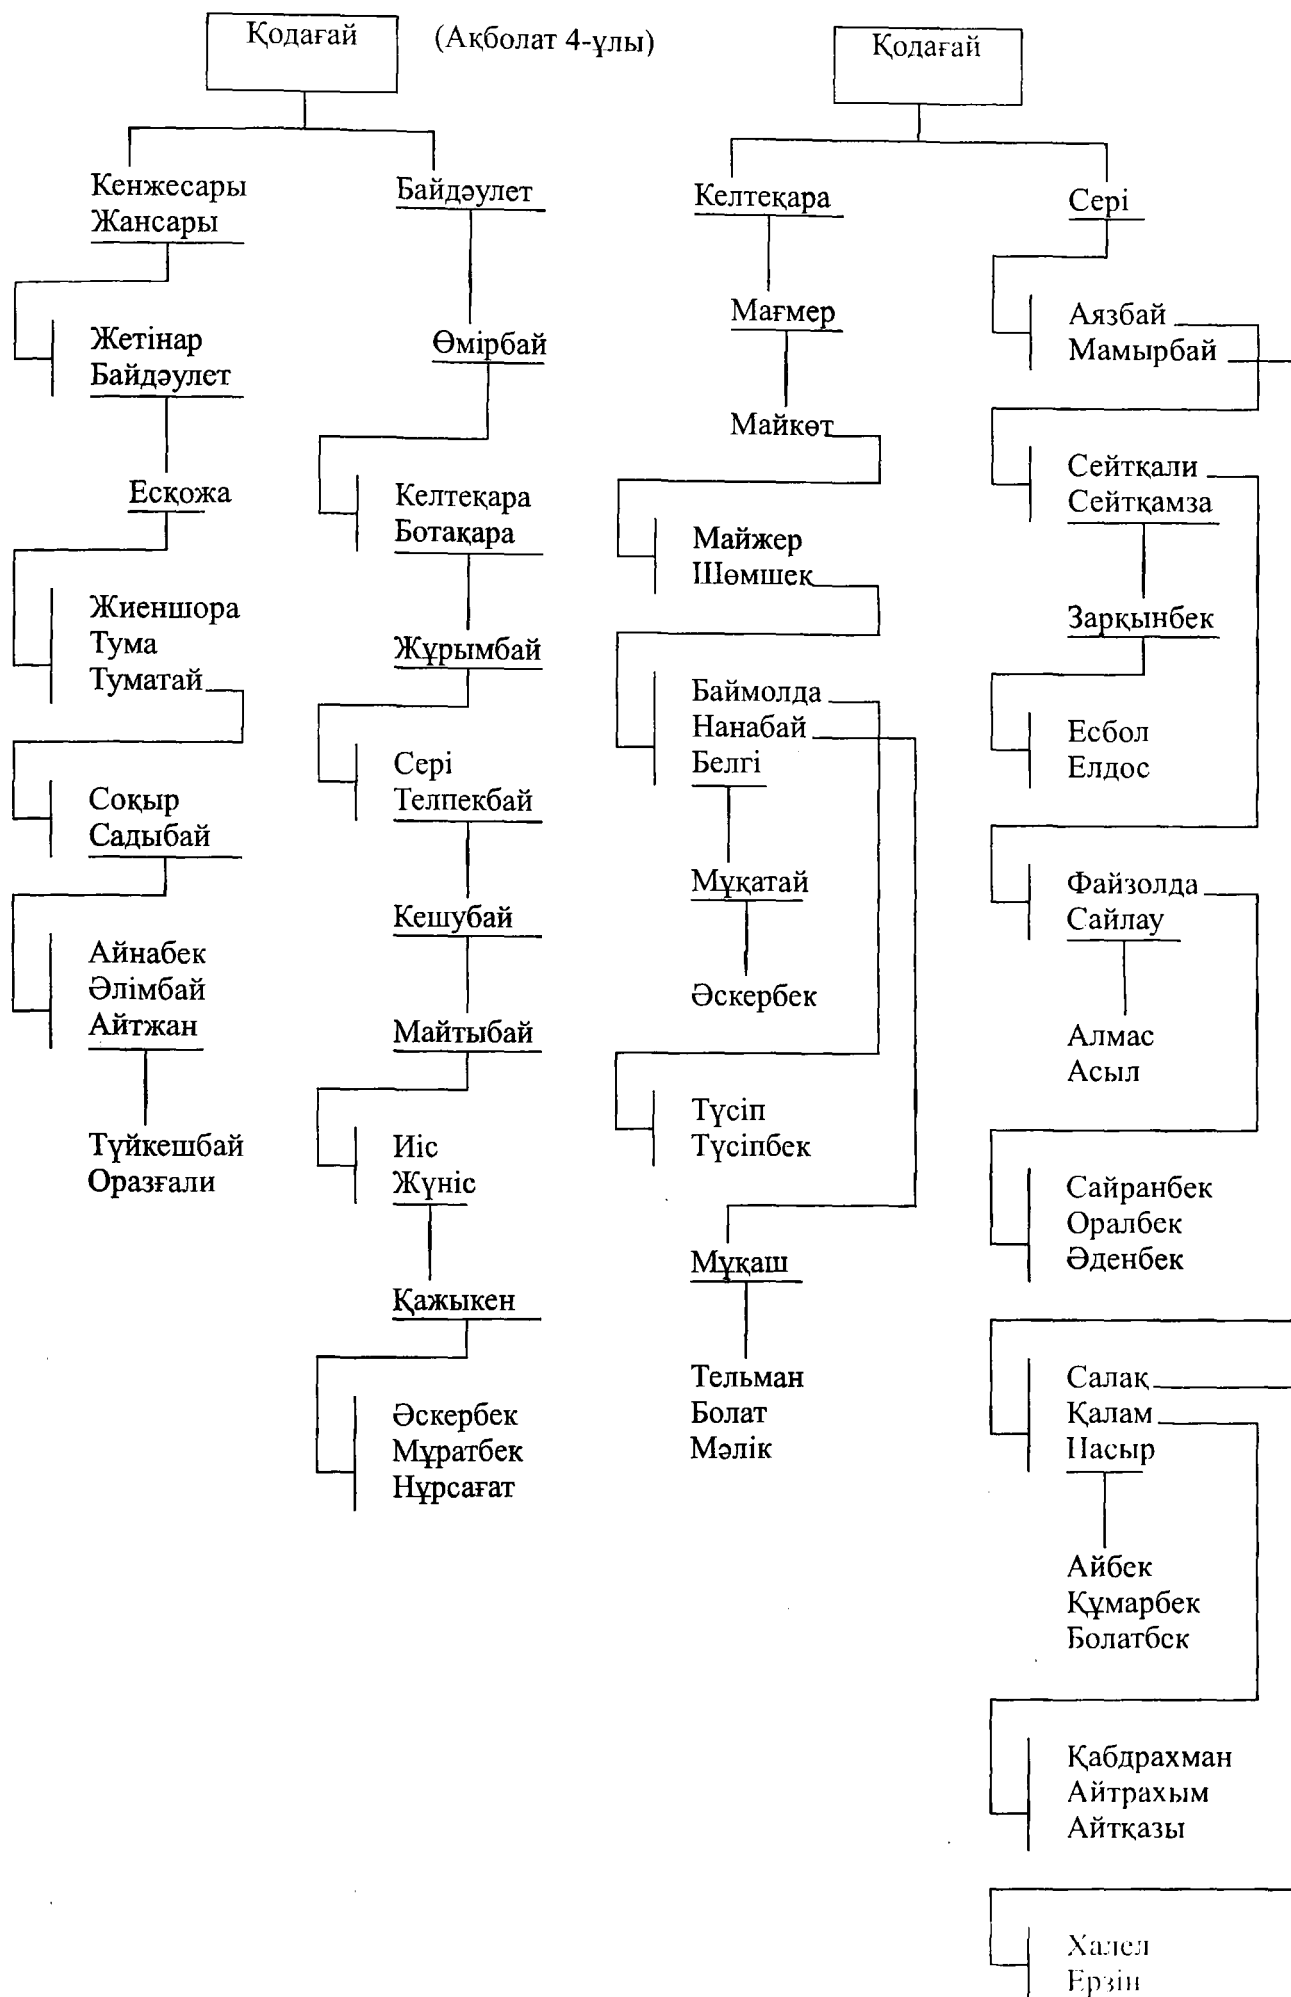 Қодағай
(Ақболат 4-ұлы)
Кенжесары
Жансары
Жетінар
Байдәулет
Есқожа
Жиеншора
Тума
Туматай
Соқыр
Садыбай
Айнабек
Әлімбай
Айтжан
Түйкешбай
Оразғали
Байдәулет
Өмірбай
Келтеқара
Ботақара
Жұрымбай
Сері
Телпекбай
Кешубай
Майтыбай
Иіс
Жүніс
Қажыкен
Әскербек
Мұратбек
Нұрсағат
Қодағай
Келтеқара
Мағмер
Майкөт
Майжер
Шөмшек
Баймолда
Нанабай
Белгі
Мұқатай
Әскербек
Түсіп
Түсіпбек
Мұқаш
Тельман
Болат
Мәлік
Сері
Аязбай
Мамырбай
Сейтқали
Сейтқамза
Зарқынбек
Есбол
Елдос
Файзолда
Сайлау
Алмас
Асыл
Сайранбек
Оралбек
Әденбек
Салақ
Қалам
Насыр
Айбек
Құмарбек
Болатбек
Қабдрахман
Айтрахым
Айтқазы
Халел
Ерзін